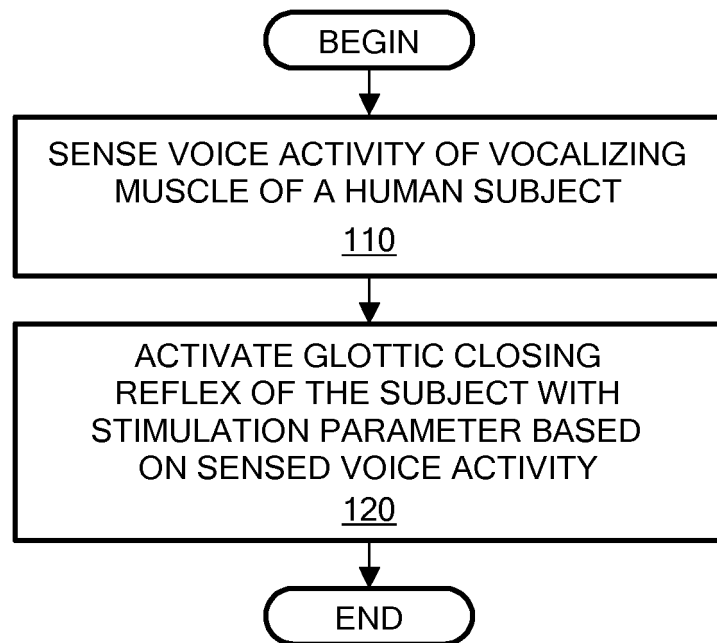 BEGIN
SENSE VOICE ACTIVITY OF VOCALIZING
MUSCLE OF A HUMAN SUBJECT
110
ACTIVATE GLOTTIC CLOSING
REFLEX OF THE SUBJECT WITH
STIMULATION PARAMETER BASED
ON SENSED VOICE ACTIVITY
120
END